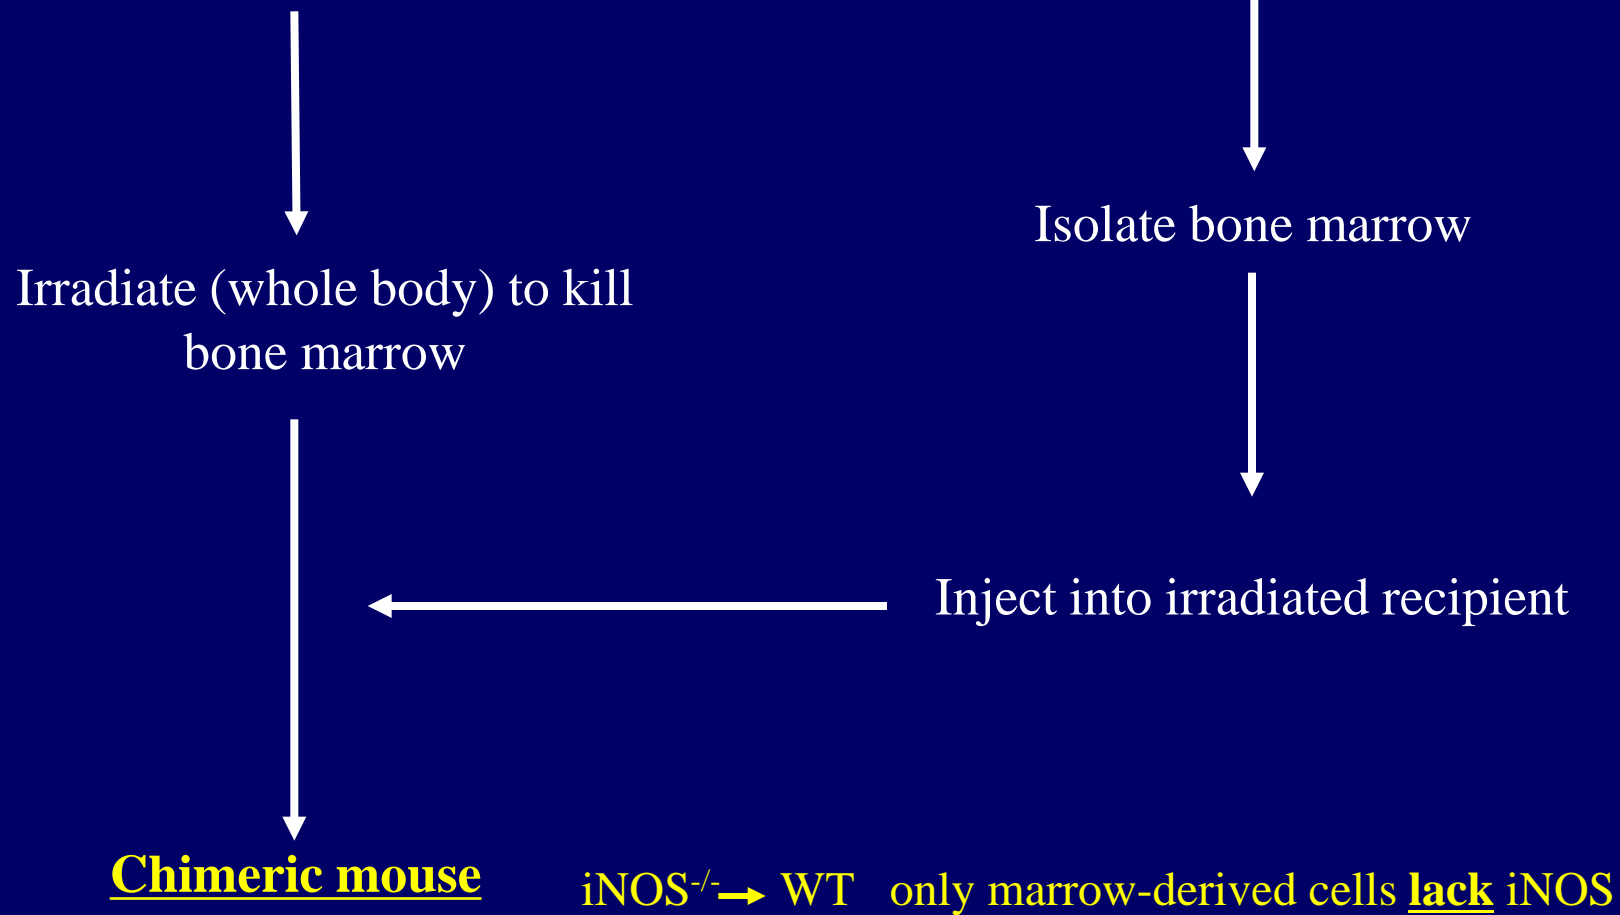 Isolate bone marrow
Irradiate (whole body) to kill
bone marrow
Inject into irradiated recipient
Chimeric mouse
iNOS-/- → WT only marrow-derived cells lack iNOS